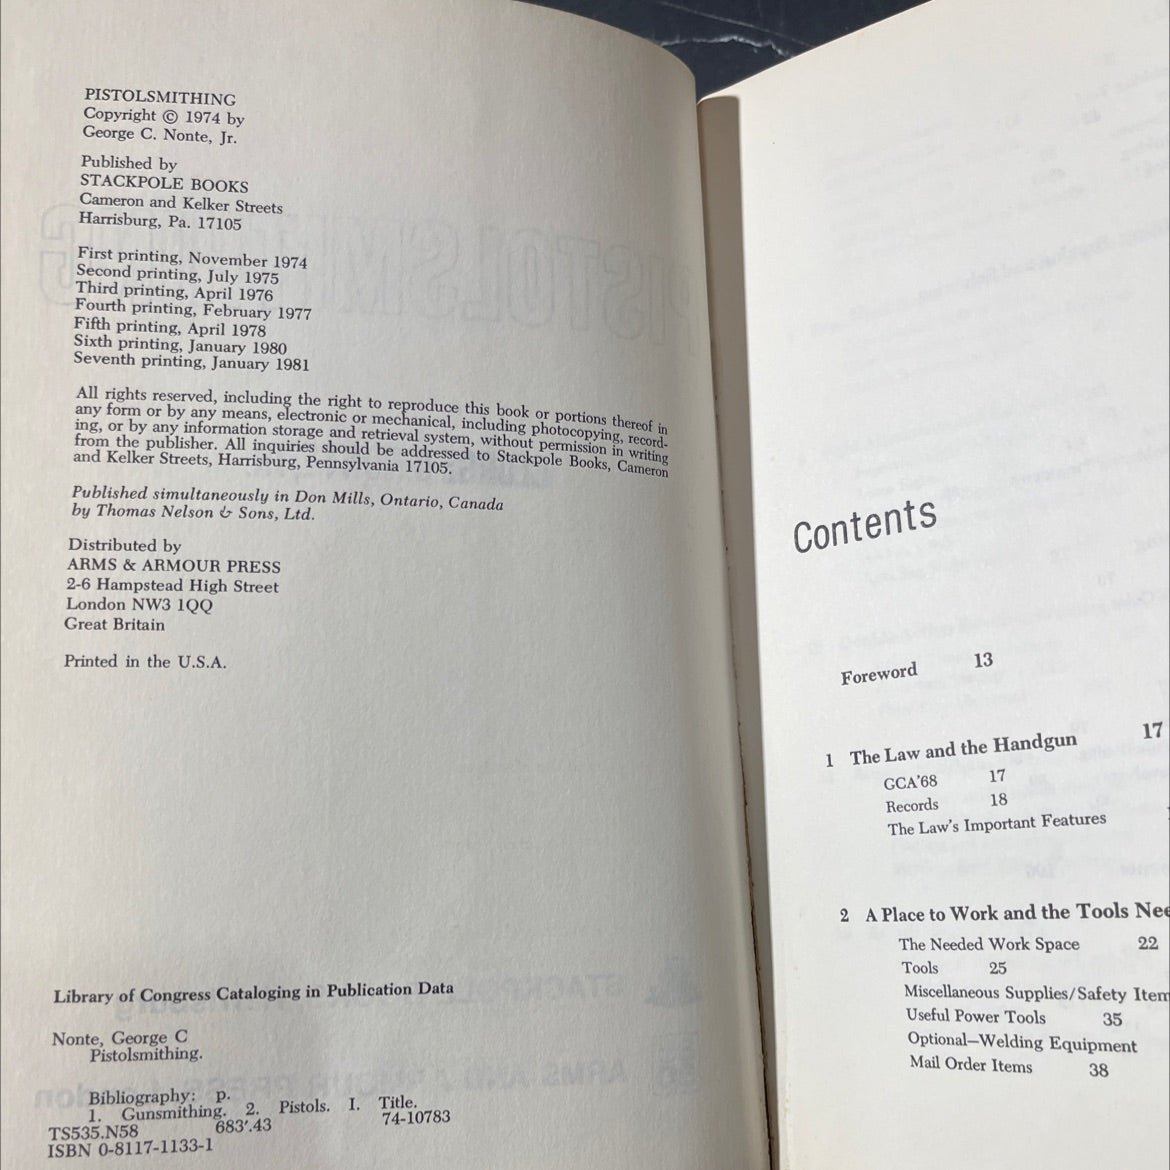 PISTOLSMITHING
Copyright © 1974 by
George C. Nonte, Jr.
Published by
STACKPOLE BOOKS
Cameron and Kelker Streets
Harrisburg, Pa. 17105
First printing, November 1974
Second printing, July 1975
Third printing, April 1976
Fourth printing, February 1977
Fifth printing, April 1978
Sixth printing, January 1980
Seventh printing, January 1981
All rights reserved, including the right to reproduce this book or portions thereof in
any form or by any means, electronic or mechanical, including photocopying, record-
ing, or by any information storage and retrieval system, without permission in writing
from the publisher. All inquiries should be addressed to Stackpole Books, Cameron
and Kelker Streets, Harrisburg, Pennsylvania 17105.
Published simultaneously in Don Mills, Ontario, Canada
by Thomas Nelson & Sons, Ltd.
Distributed by
ARMS & ARMOUR PRESS
2-6 Hampstead High Street
London NW3 1QQ
Great Britain
Printed in the U.S.A.
Library of Congress Cataloging in Publication Data
Nonte, George C
Pistolsmithing.
Bibliography: p.
1. Gunsmithing. 2. Pistols. I. Title.
TS535.N58 683'.43 74-10783
ISBN 0-8117-1133-1
Contents
Foreword 13
1 The Law and the Handgun 17
GCA'68 17
Records 18
The Law's Important Features
2 A Place to Work and the Tools Nee
The Needed Work Space 22
Tools 25
Miscellaneous Supplies/Safety Item
Useful Power Tools 35
Optional—Welding Equipment
Mail Order Items 38